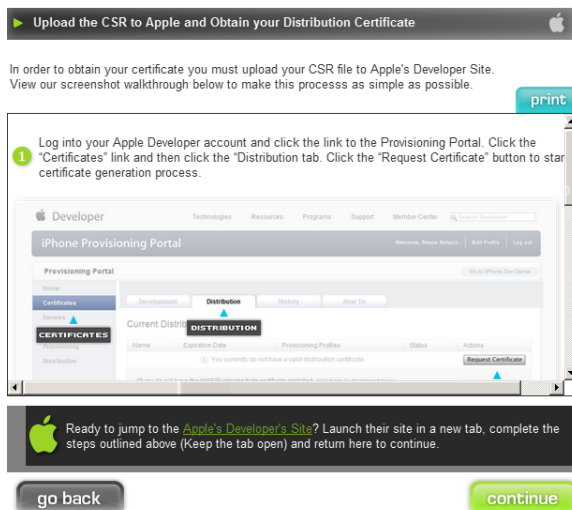 Upload the CSR to Apple and Obtain your Distribution Certificate
In order to obtain your certificate you must upload your CSR file to Apple's Developer Site.
View our screenshot walkthrough below to make this processs as simple as possible.
print
Log into your Apple Developer account and click the link to the Provisioning Portal. Click the
1 "Certificates" link and then click the "Distribution tab. Click the "Request Certificate" button to star
certificate generation process.
Developer Technologies Resources Programs Support Member Center Search Developer
iPhone Provisioning Portal Welcome, Edit Profile Log out
Provisioning Portal Go to iPhone Dev Center
Home
Certificates Development Distribution History How To
Devices
CERTIFICATES Current Distrib DISTRIBUTION
Provisioning Name Expiration Date Provisioning Profiles Status Actions
Distribution You currently do not have a valid distribution certificate Request Certificate
Ready to jump to the Apple's Developer's Site? Launch their site in a new tab, complete the
steps outlined above (Keep the tab open) and return here to continue.
go back continue